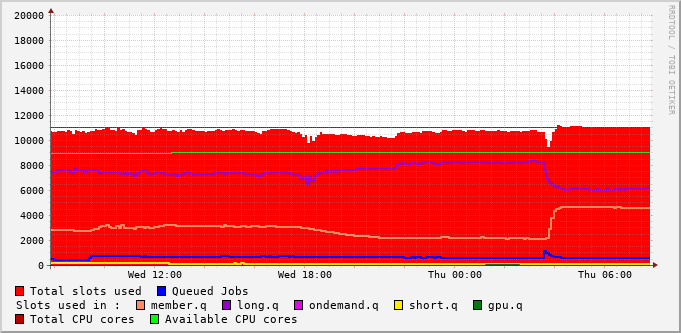 20000
18000
16000
14000
12000
10000
8000
6000
4000
2000
0
Wed 12:00 Wed 18:00 Thu 00:00 Thu 06:00
RRDTOOL / TOBI OETIKER
Total slots used Queued Jobs
Slots used in : member.q long.q ondemand.q short.q gpu.q
Total CPU cores Available CPU cores